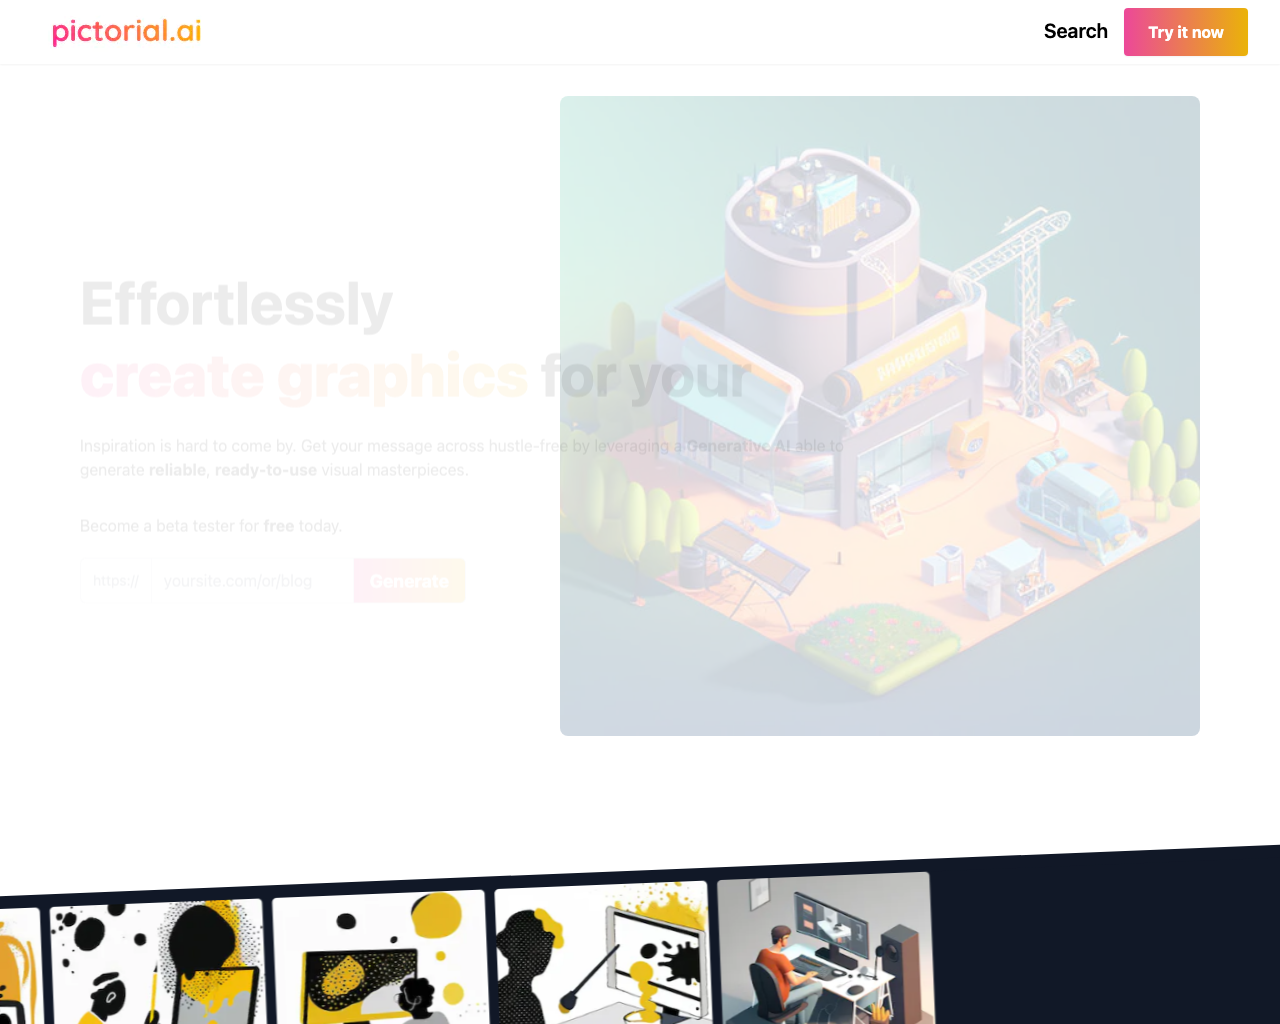 pictorial.ai
Search
Try it now
Effortlessly
create graphics for your
Inspiration is hard to come by. Get your message across hustle-free by leveraging a Generative AI able to
generate reliable, ready-to-use visual masterpieces.
Become a beta tester for free today.
https://
yoursite.com/or/blog
Generate